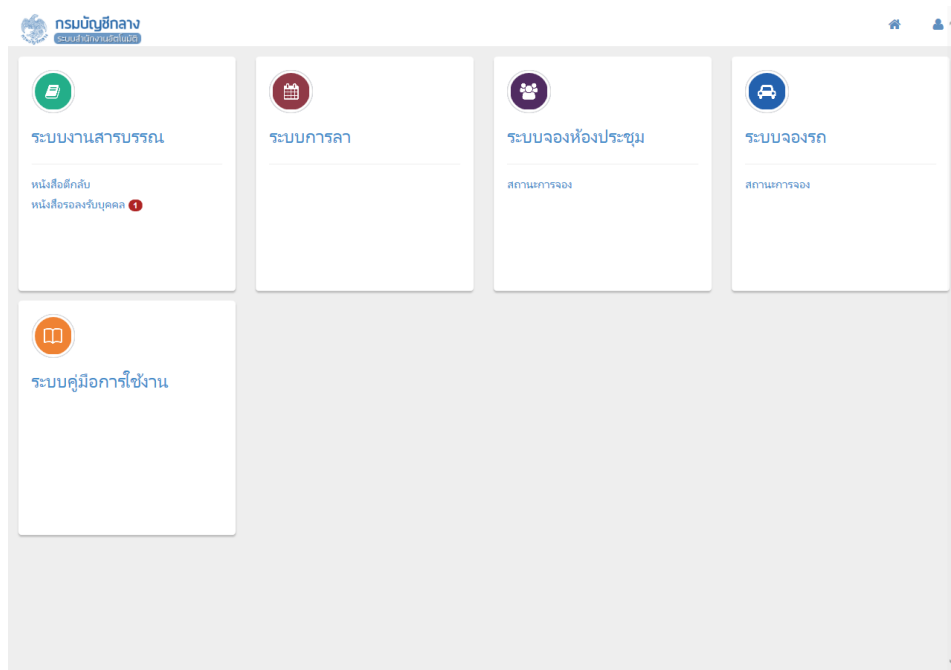 กรมบัญชีกลาง
ระบบสำนักงานอัตโนมัติ
ระบบงานสารบรรณ
หนังสือตีกลับ
หนังสือรอลงรับบุคคล 1
ระบบการลา
ระบบจองห้องประชุม
สถานะการจอง
ระบบจองรถ
สถานะการจอง
ระบบคู่มือการใช้งาน